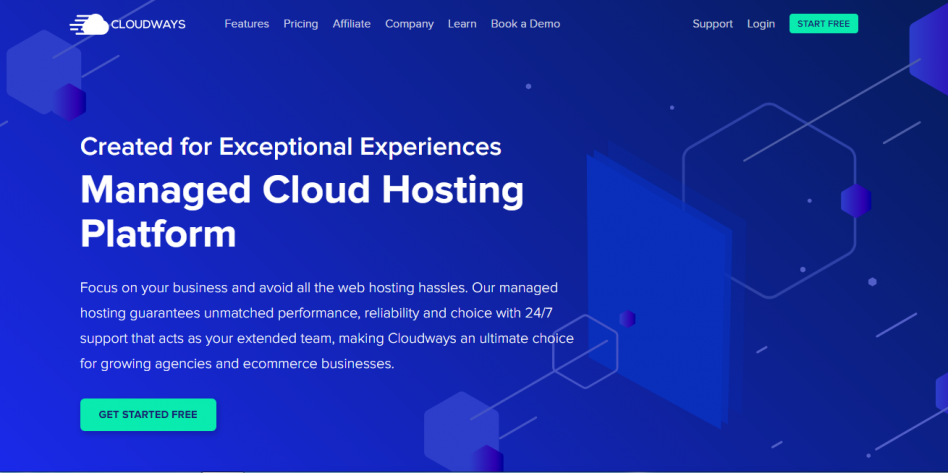 CLOUDWAYS Features Pricing Affiliate Company Learn Book a Demo Support Login START FREE
Created for Exceptional Experiences
Managed Cloud Hosting
Platform
Focus on your business and avoid all the web hosting hassles. Our managed
hosting guarantees unmatched performance, reliability and choice with 24/7
support that acts as your extended team, making Cloudways an ultimate choice
for growing agencies and ecommerce businesses.
GET STARTED FREE